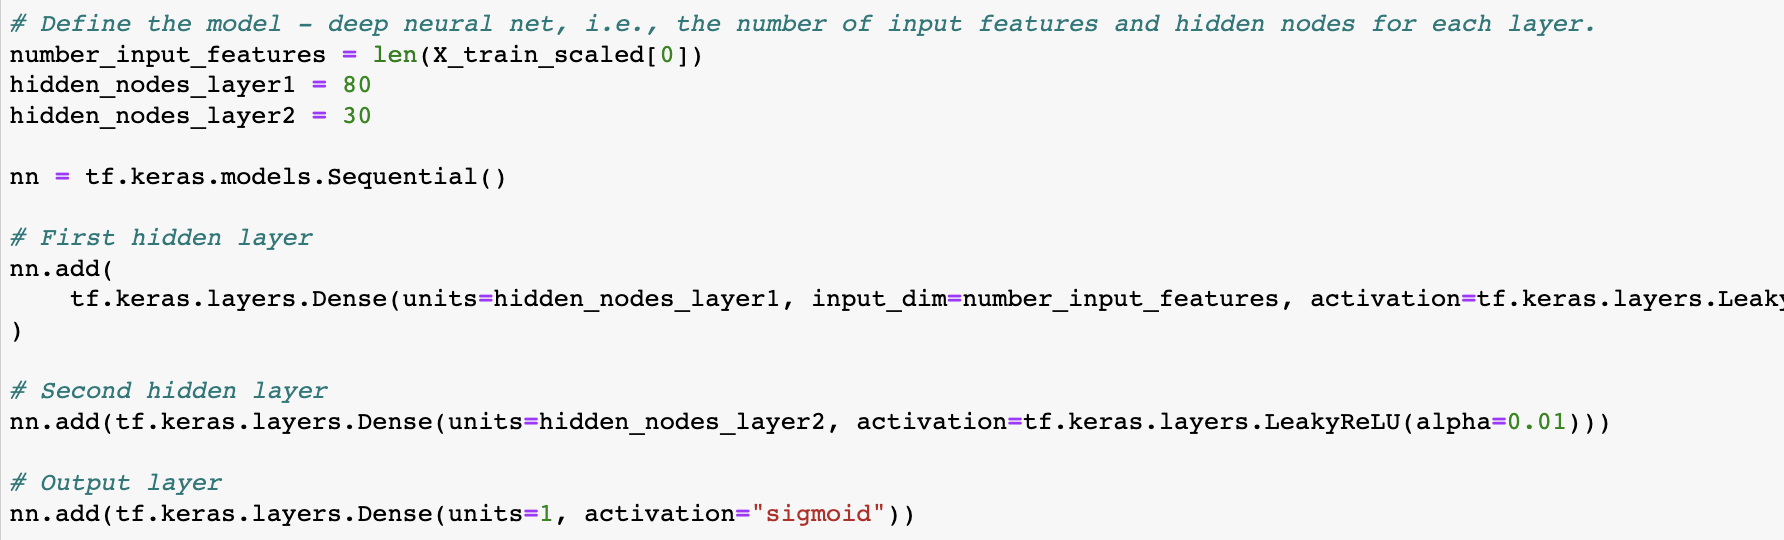 # Define the model - deep neural net, i.e., the number of input features and hidden nodes for each layer.
number_input_features = len(X_train_scaled[0])
hidden_nodes_layer1 = 80
hidden_nodes_layer2 = 30
nn = tf.keras.models.Sequential()
# First hidden layer
nn.add(
    tf.keras.layers.Dense(units=hidden_nodes_layer1, input_dim=number_input_features, activation=tf.keras.layers.Leaky
)
# Second hidden layer
nn.add(tf.keras.layers.Dense(units=hidden_nodes_layer2, activation=tf.keras.layers.LeakyReLU(alpha=0.01)))
# Output layer
nn.add(tf.keras.layers.Dense(units=1, activation="sigmoid"))